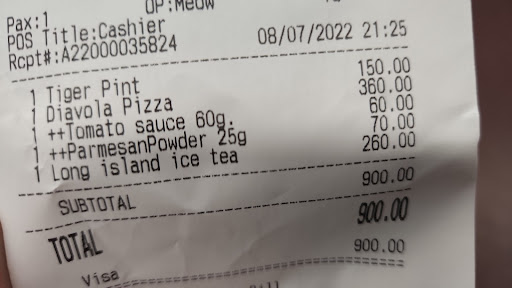 Pax:1 OP:Meow
POS Title:Cashier
Rcpt#:A22000035824 08/07/2022 21:25
1 Tiger Pint 150.00
1 Diavola Pizza 360.00
1 ++Tomato sauce 60g. 60.00
1 ++ParmesanPowder 25g 70.00
1 Long island ice tea 260.00
SUBTOTAL 900.00
TOTAL 900.00
Visa 900.00